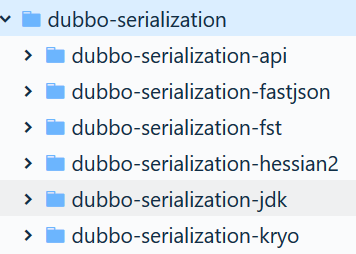 dubbo-serialization
dubbo-serialization-api
dubbo-serialization-fastjson
dubbo-serialization-fst
dubbo-serialization-hessian2
dubbo-serialization-jdk
dubbo-serialization-kryo